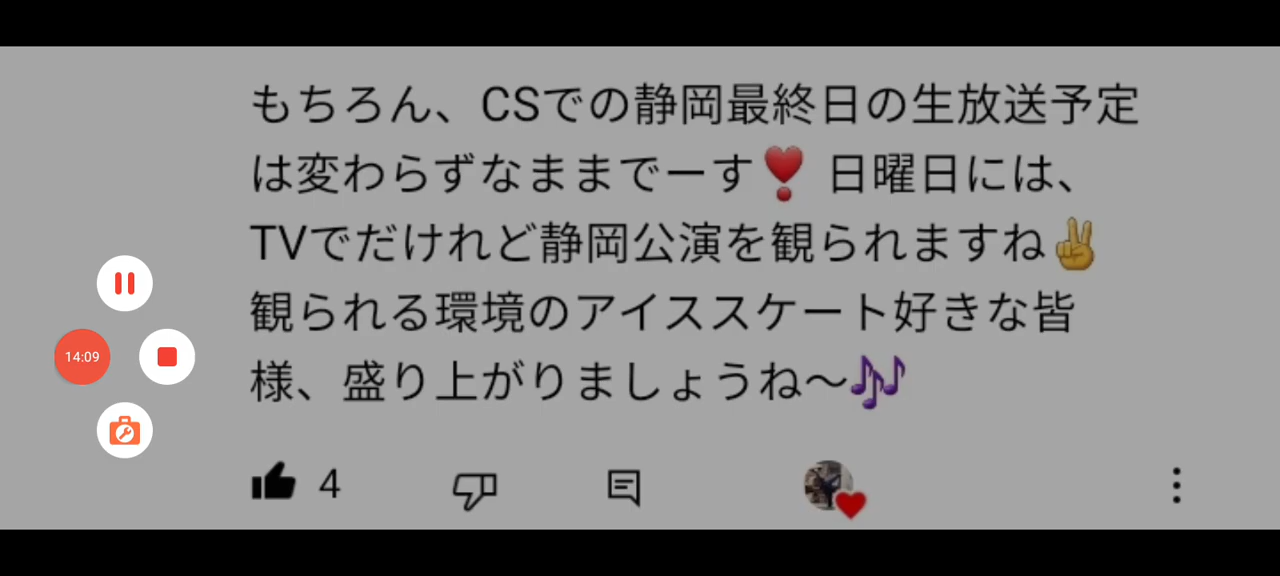 もちろん、CSでの静岡最終日の生放送予定
は変わらずなままでーす❣️ 日曜日には、
TVでだけれど静岡公演を観られますね✌️
観られる環境のアイススケート好きな皆
様、盛り上がりましょうね〜🎶
14:09
4